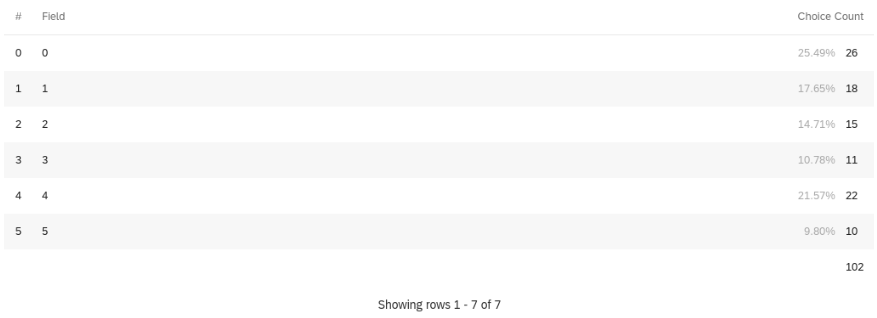 # Field Choice Count
0 0 25.49% 26
1 1 17.65% 18
2 2 14.71% 15
3 3 10.78% 11
4 4 21.57% 22
5 5 9.80% 10
102
Showing rows 1 - 7 of 7